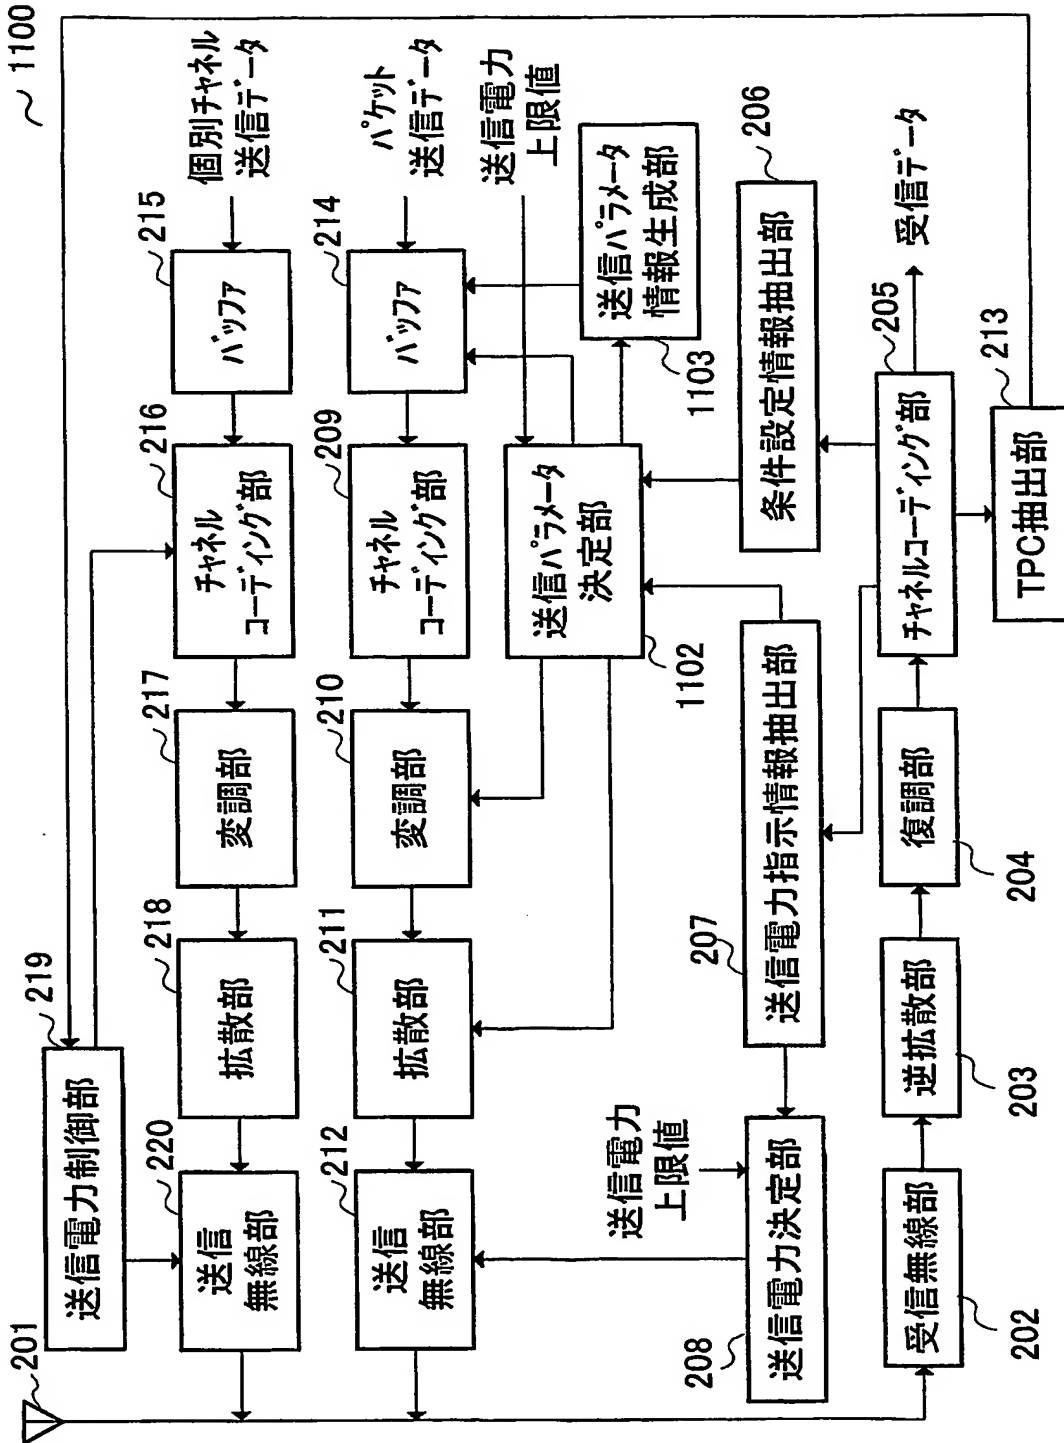 1100
201
送信電力制御部
219
個別チャネル
送信データ
215
バッファ
216
チャネル
コーディング部
217
変調部
218
拡散部
220
送信
無線部
パケット
送信データ
214
バッファ
209
チャネル
コーディング部
210
変調部
211
拡散部
212
送信
無線部
送信電力
上限値
送信パラメータ
決定部
1102
送信パラメータ
情報生成部
1103
送信電力
上限値
208
送信電力決定部
207
送信電力指示情報抽出部
条件設定情報抽出部
206
受信無線部
202
逆拡散部
203
復調部
204
チャネルコーディング部
205
受信データ
TPC抽出部
213